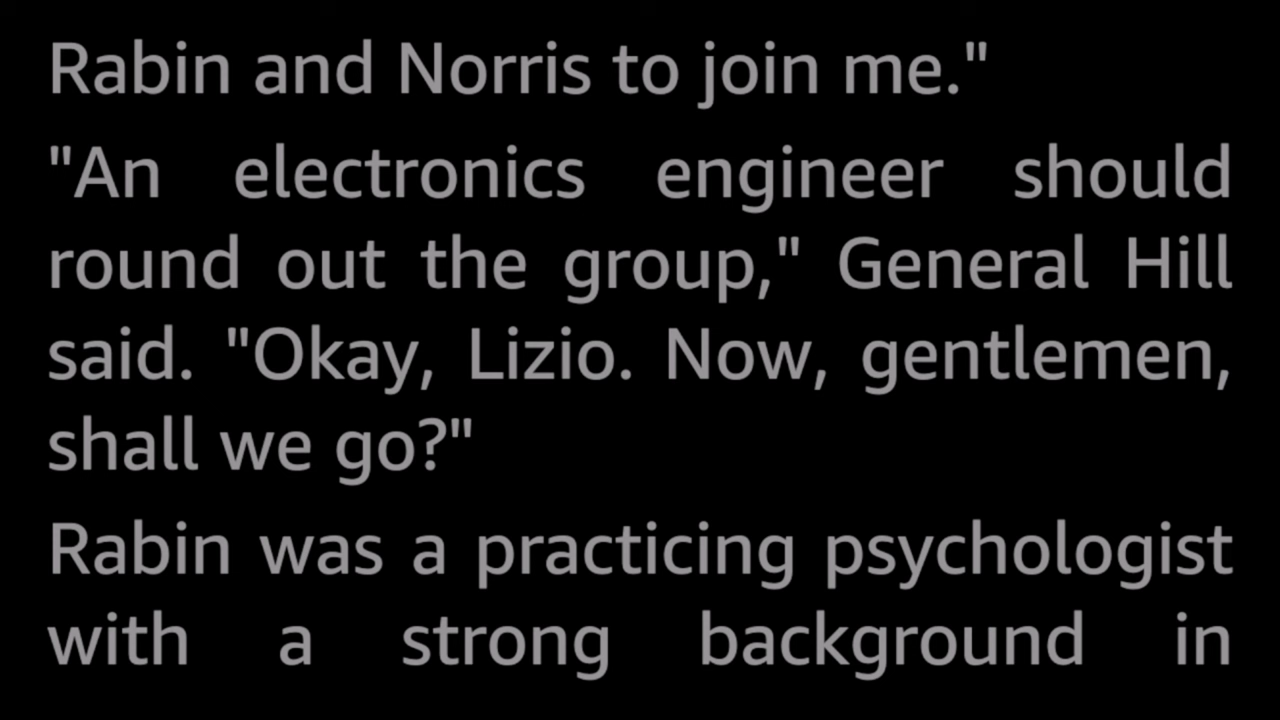 Rabin and Norris to join me."
"An electronics engineer should
round out the group," General Hill
said. "Okay, Lizio. Now, gentlemen,
shall we go?"
Rabin was a practicing psychologist
with a strong background in